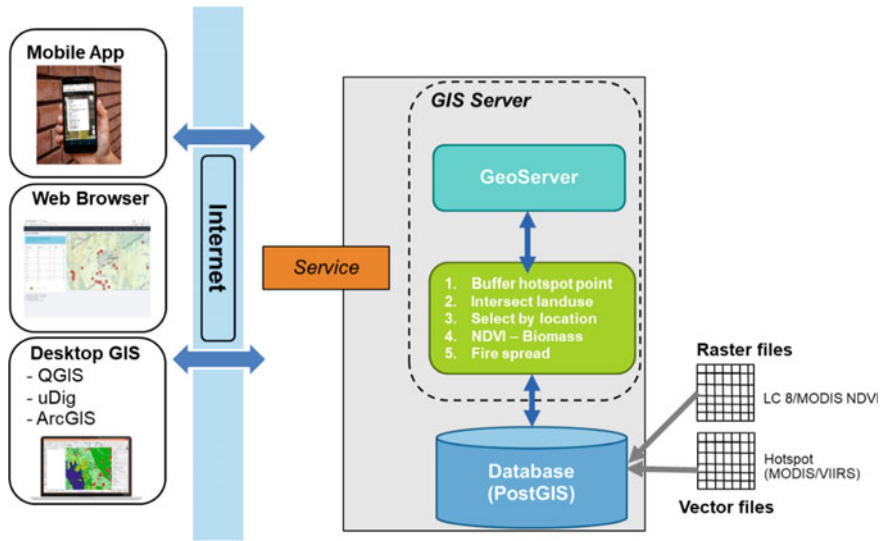 Mobile App
Web Browser
Desktop GIS
- QGIS
- uDig
- ArcGIS
Internet
Service
GIS Server
GeoServer
1. Buffer hotspot point
2. Intersect landuse
3. Select by location
4. NDVI – Biomass
5. Fire spread
Database
(PostGIS)
Raster files
LC 8/MODIS NDVI
Hotspot
(MODIS/VIIRS)
Vector files